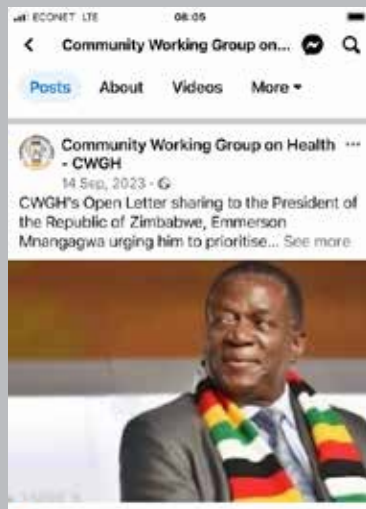 ECONET LTE 08:05
Community Working Group on...
Posts About Videos More
Community Working Group on Health ...
- CWGH
14 Sep, 2023 ·
CWGH's Open Letter sharing to the President of
the Republic of Zimbabwe, Emmerson
Mnangagwa urging him to prioritise... See more